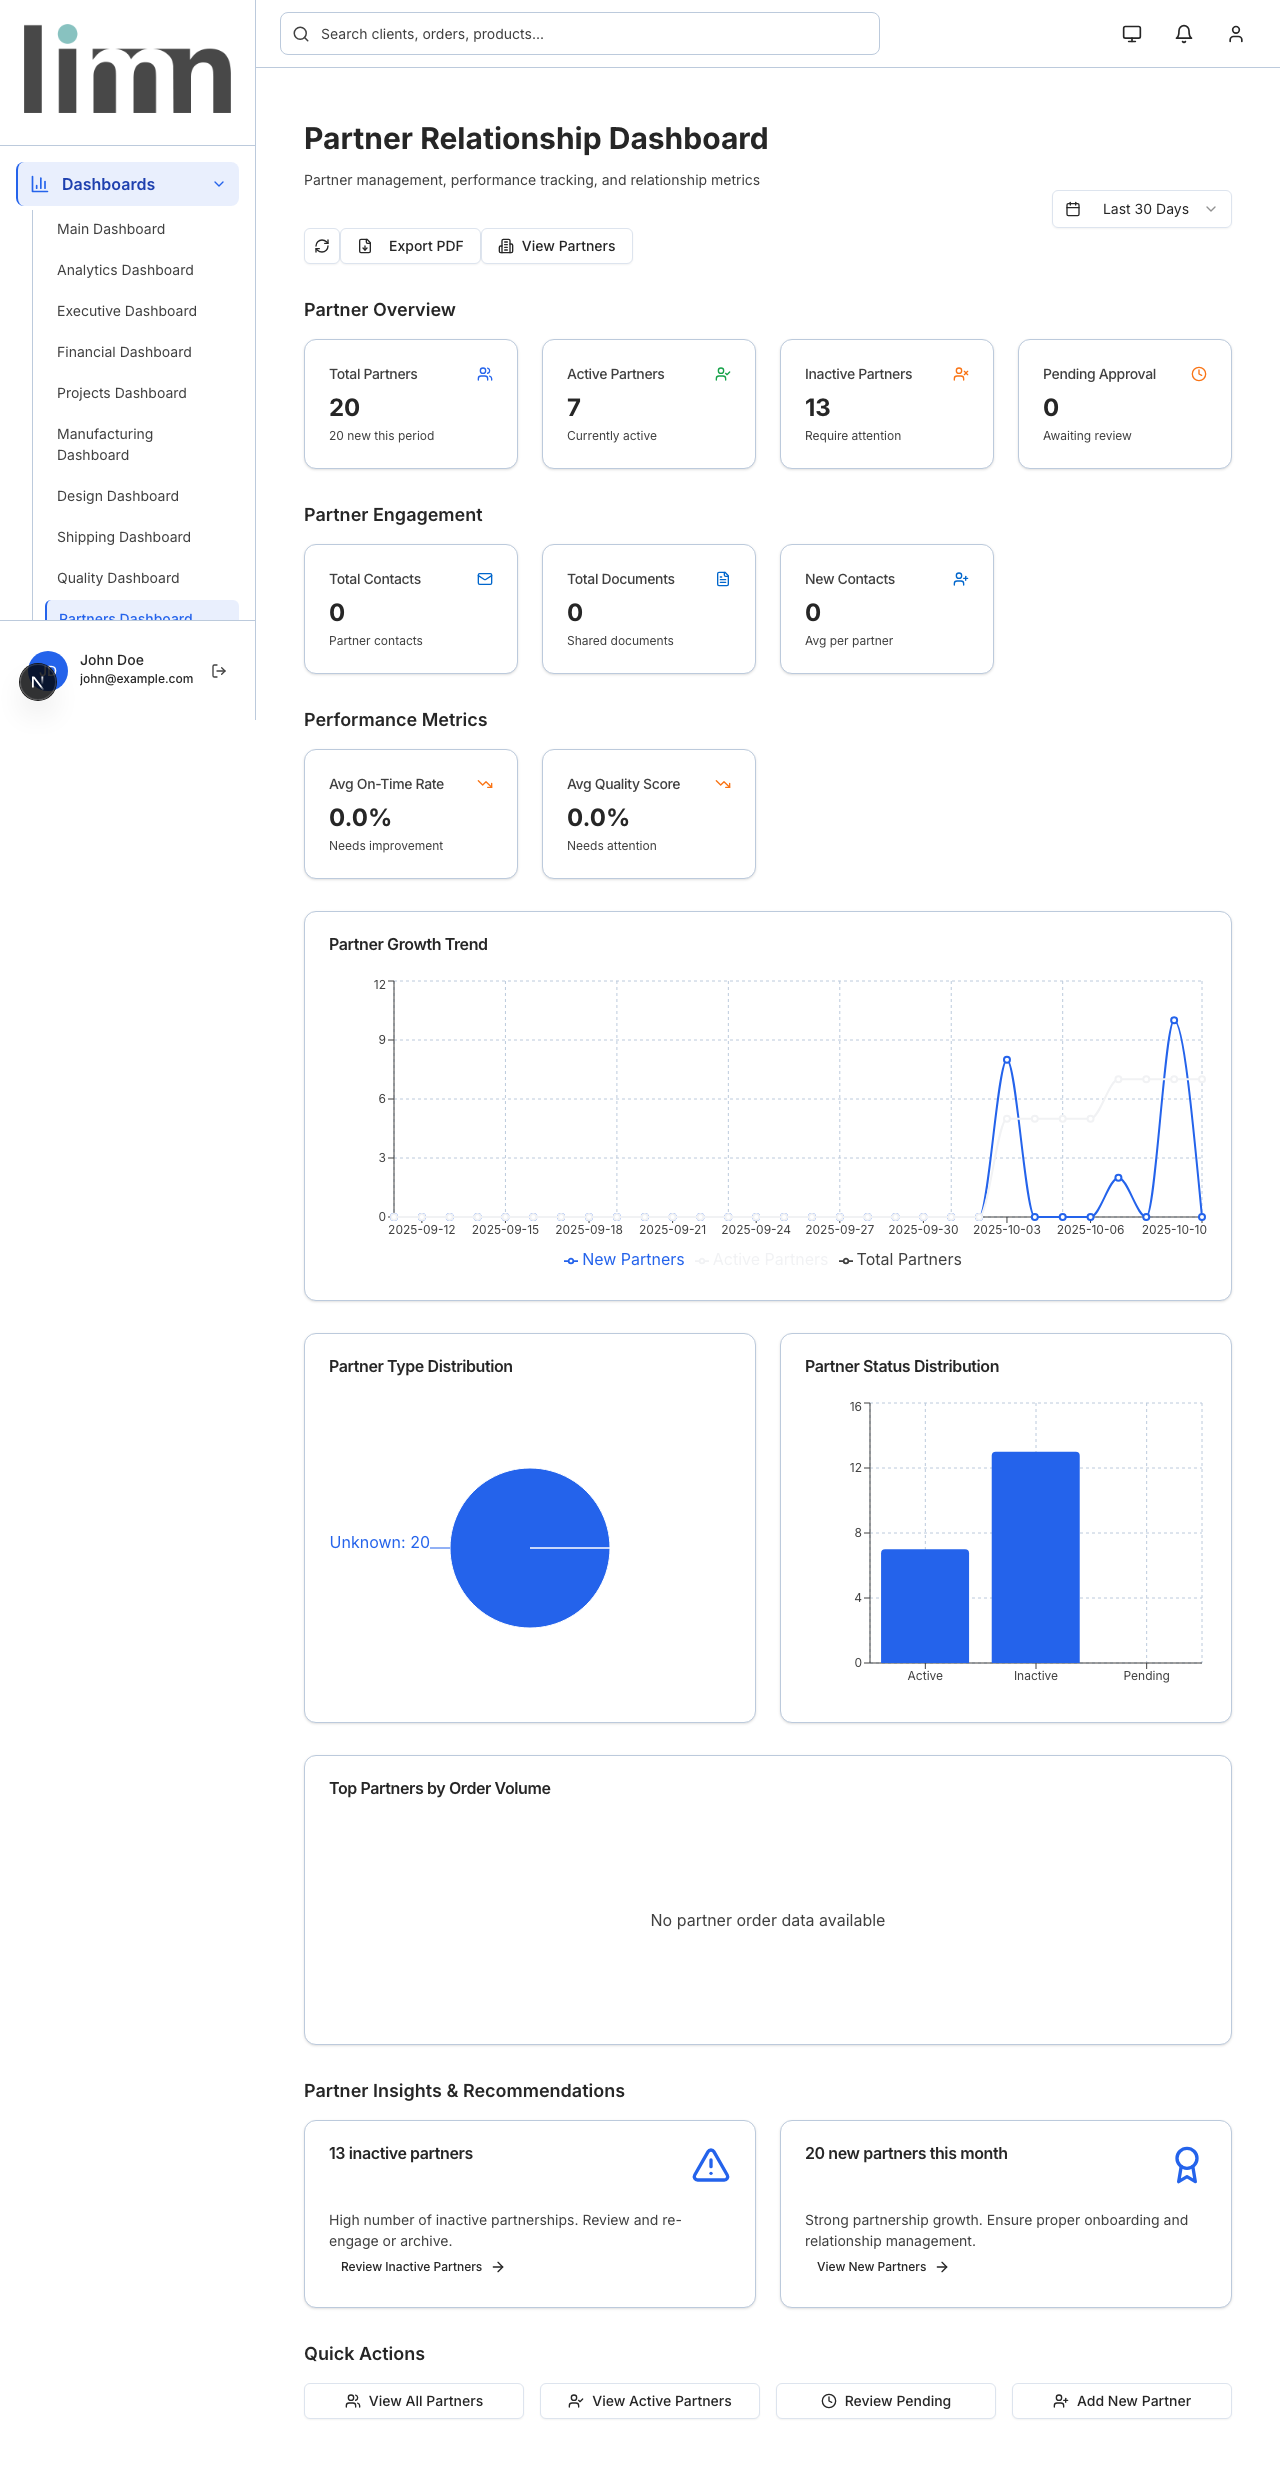 limn
Search clients, orders, products...
Dashboards
Main Dashboard
Analytics Dashboard
Executive Dashboard
Financial Dashboard
Projects Dashboard
Manufacturing
Dashboard
Design Dashboard
Shipping Dashboard
Quality Dashboard
Partners Dashboard
John Doe
john@example.com
N
Partner Relationship Dashboard
Partner management, performance tracking, and relationship metrics
Last 30 Days
Export PDF
View Partners
Partner Overview
Total Partners
20
20 new this period
Active Partners
7
Currently active
Inactive Partners
13
Require attention
Pending Approval
0
Awaiting review
Partner Engagement
Total Contacts
0
Partner contacts
Total Documents
0
Shared documents
New Contacts
0
Avg per partner
Performance Metrics
Avg On-Time Rate
0.0%
Needs improvement
Avg Quality Score
0.0%
Needs attention
Partner Growth Trend
12
9
6
3
0
2025-09-12 2025-09-15 2025-09-18 2025-09-21 2025-09-24 2025-09-27 2025-09-30 2025-10-03 2025-10-06 2025-10-10
New Partners Active Partners Total Partners
Partner Type Distribution
Unknown: 20
Partner Status Distribution
16
12
8
4
0
Active Inactive Pending
Top Partners by Order Volume
No partner order data available
Partner Insights & Recommendations
13 inactive partners
High number of inactive partnerships. Review and re-
engage or archive.
Review Inactive Partners
20 new partners this month
Strong partnership growth. Ensure proper onboarding and
relationship management.
View New Partners
Quick Actions
View All Partners
View Active Partners
Review Pending
Add New Partner